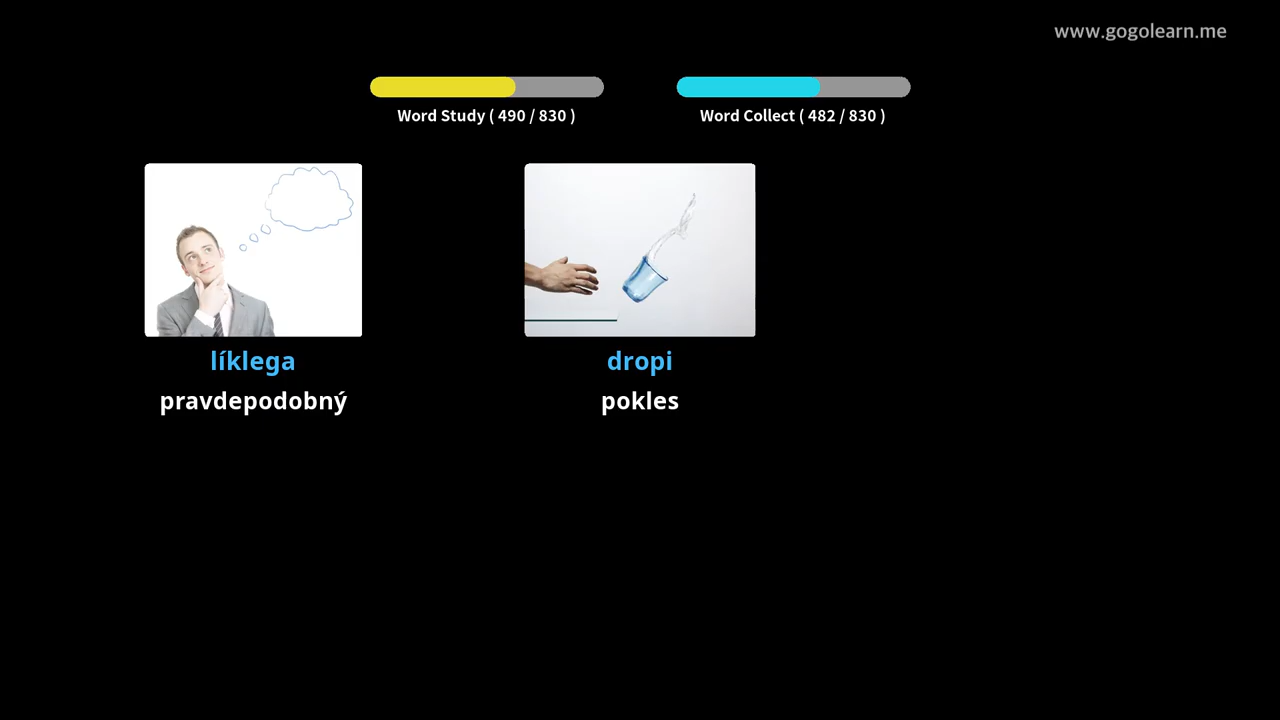 www.gogolearn.me
Word Study ( 490 / 830 )
Word Collect ( 482 / 830 )
líklega
dropi
pravdepodobný
pokles